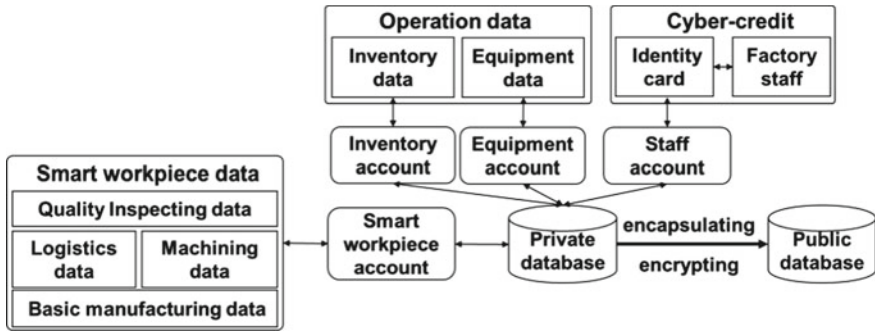 Operation data
Inventory
data
Equipment
data
Cyber-credit
Identity
card
Factory
staff
Inventory
account
Equipment
account
Staff
account
Smart workpiece data
Quality Inspecting data
Logistics
data
Machining
data
Basic manufacturing data
Smart
workpiece
account
Private
database
encapsulating
encrypting
Public
database